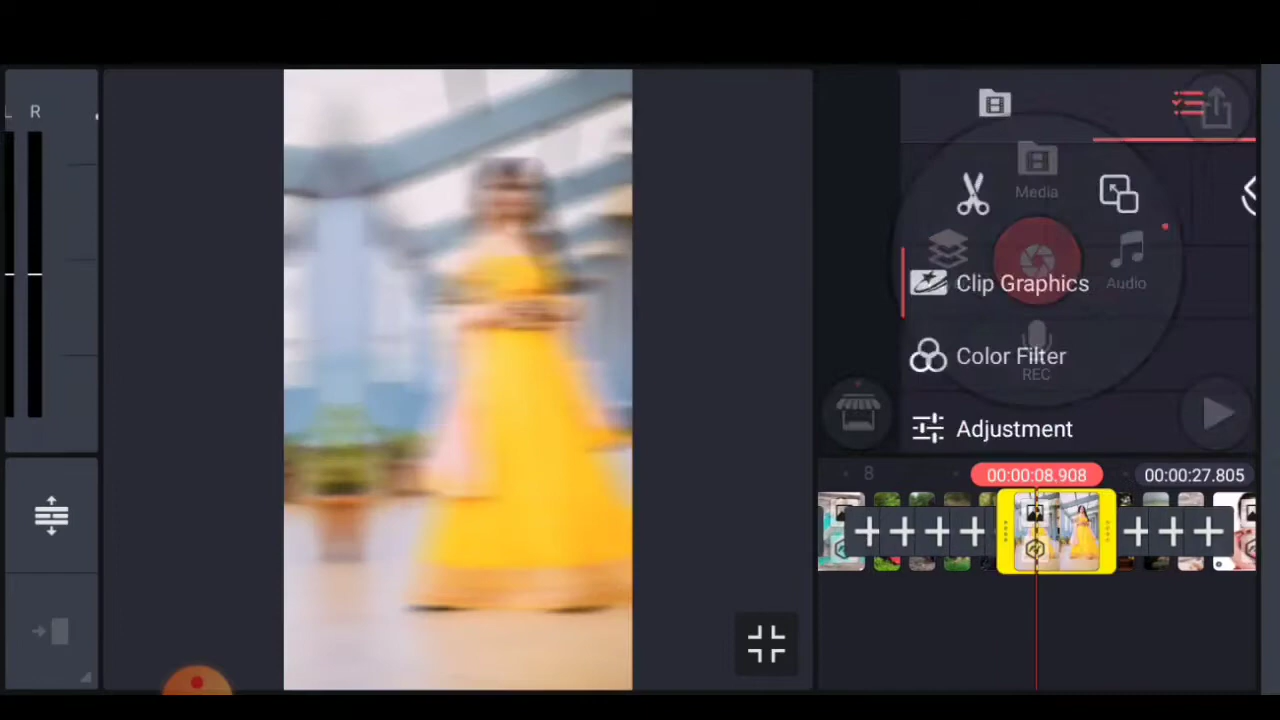 L R
Media
Clip Graphics
Audio
Color Filter
REC
Adjustment
8
00:00:08.908
00:00:27.805